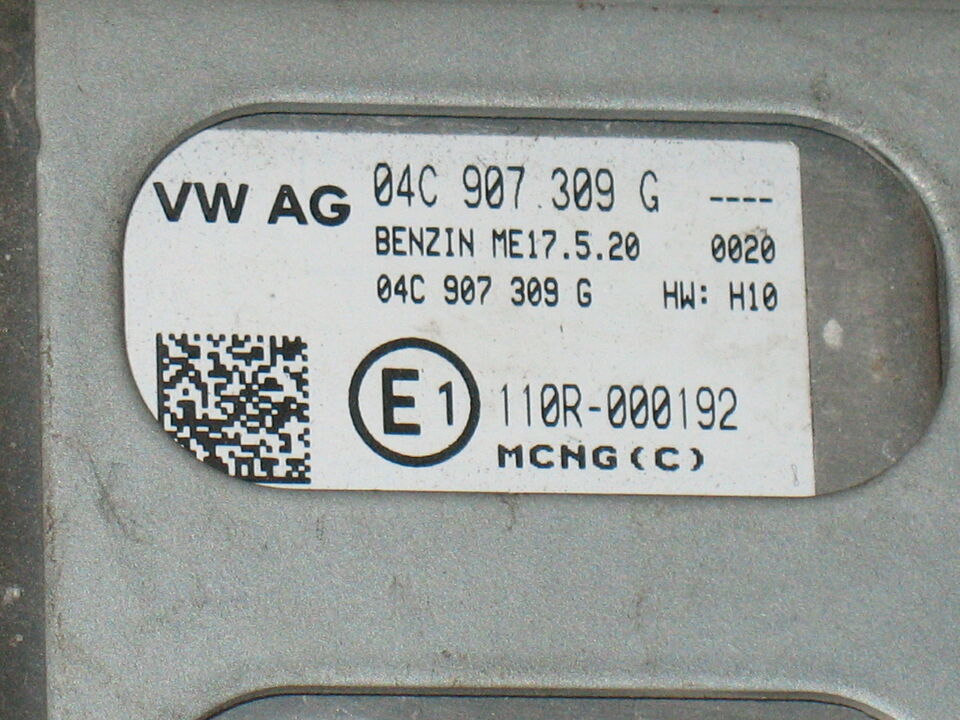 VW AG 04C 907 309 G ----
BENZIN ME17.5.20 0020
04C 907 309 G HW: H10
E1 110R-000192
MCNG(C)